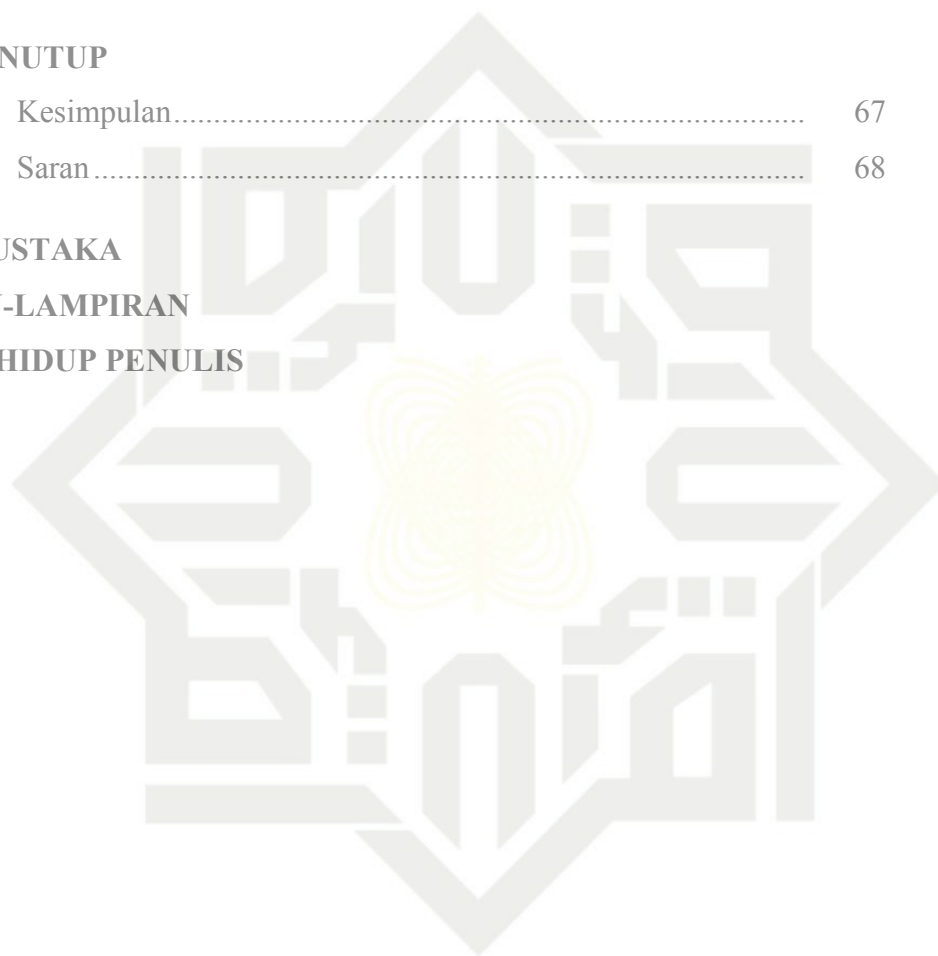 NUTUP
Kesimpulan.............................................................................. 67
Saran........................................................................................ 68
USTAKA
-LAMPIRAN
HIDUP PENULIS